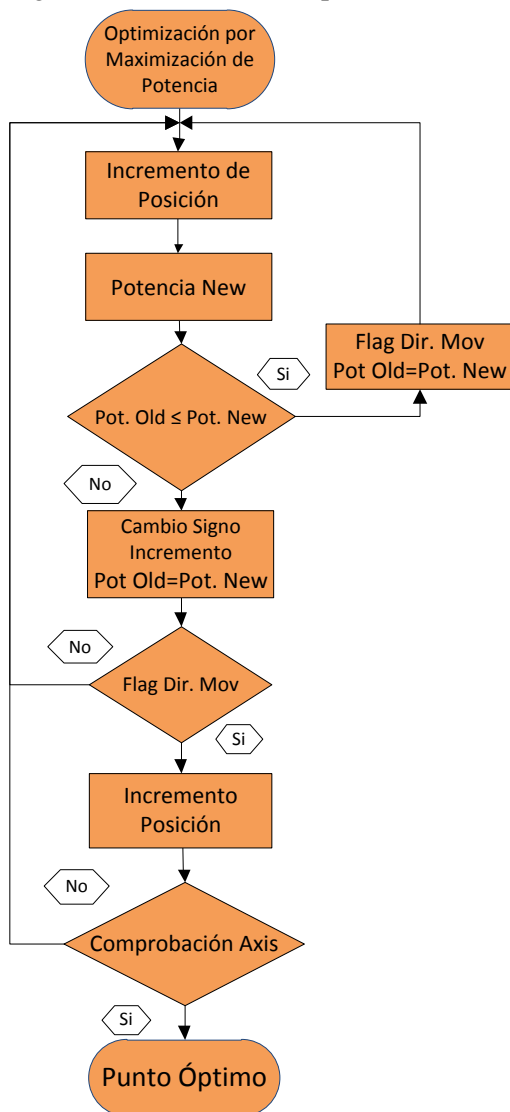 Optimización por
Maximización de
Potencia
Incremento de
Posición
Potencia New
Flag Dir. Mov
Pot Old=Pot. New
Si
Pot. Old ≤ Pot. New
No
Cambio Signo
Incremento
Pot Old=Pot. New
No
Flag Dir. Mov
Si
Incremento
Posición
No
Comprobación Axis
Si
Punto Óptimo